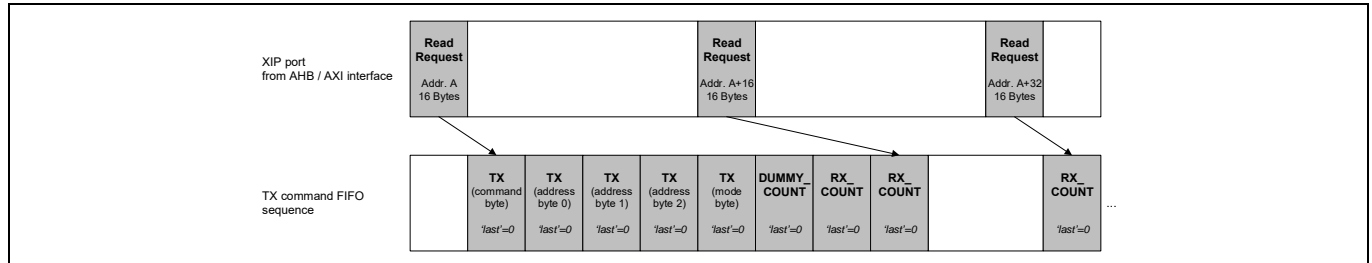 XIP port
from AHB / AXI interface
Read
Request
Addr. A
16 Bytes
Read
Request
Addr. A+16
16 Bytes
Read
Request
Addr. A+32
16 Bytes
TX command FIFO
sequence
TX
(command
byte)
'last'=0
TX
(address
byte 0)
'last'=0
TX
(address
byte 1)
'last'=0
TX
(address
byte 2)
'last'=0
TX
(mode
byte)
'last'=0
DUMMY_
COUNT
'last'=0
RX_
COUNT
'last'=0
RX_
COUNT
'last'=0
RX_
COUNT
'last'=0
...